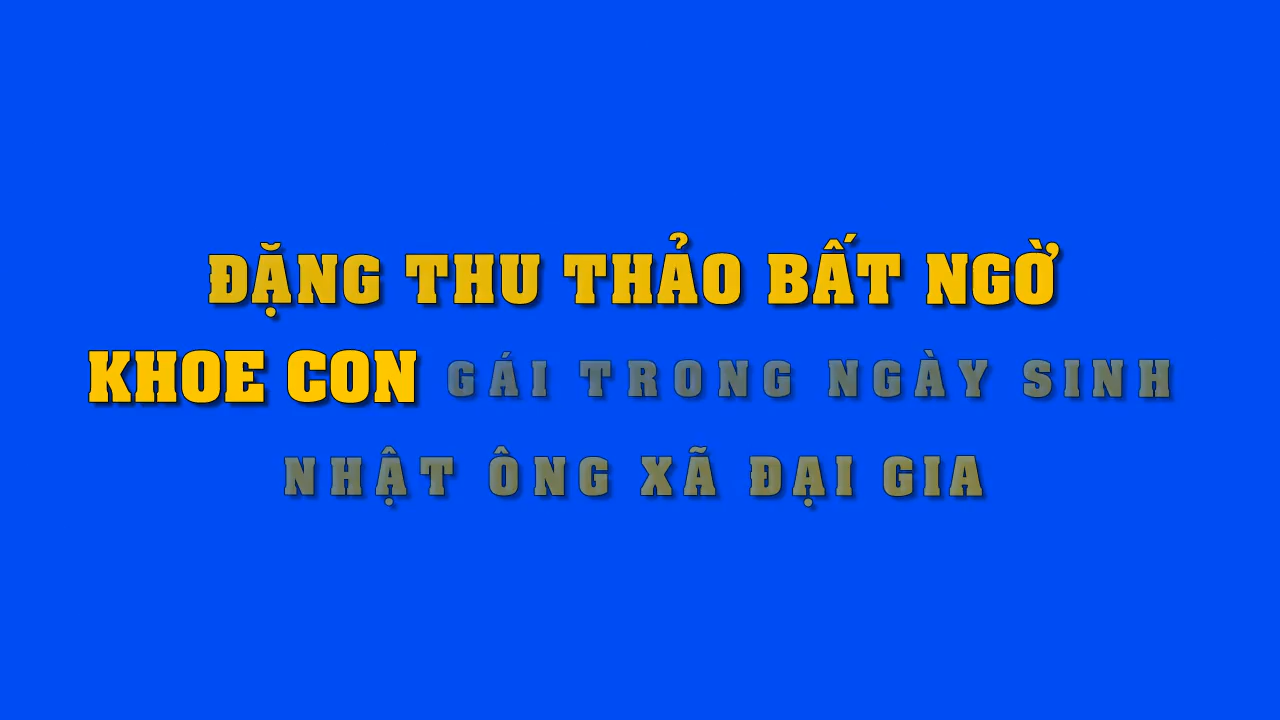 ĐẶNG THU THẢO BẤT NGỜ
KHOE CON GÁI TRONG NGÀY SINH
NHẬT ÔNG XÃ ĐẠI GIA